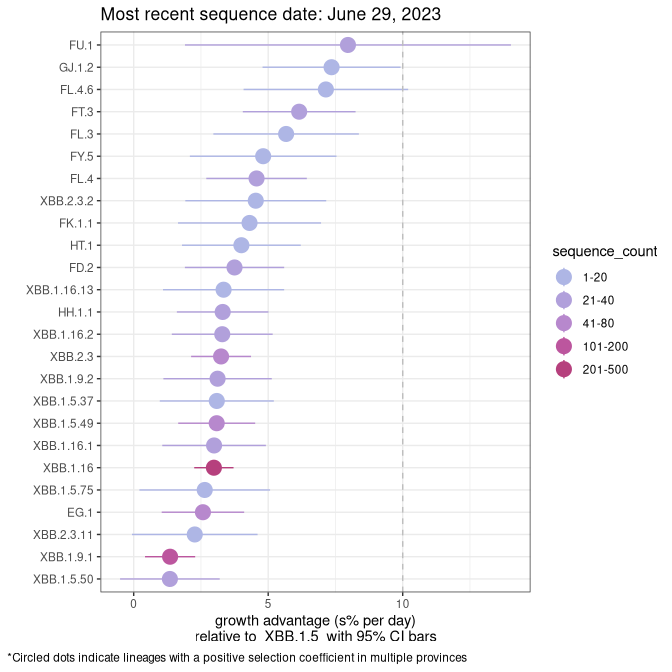 Most recent sequence date: June 29, 2023
FU.1
GJ.1.2
FL.4.6
FT.3
FL.3
FY.5
FL.4
XBB.2.3.2
FK.1.1
HT.1
FD.2
XBB.1.16.13
HH.1.1
XBB.1.16.2
XBB.2.3
XBB.1.9.2
XBB.1.5.37
XBB.1.5.49
XBB.1.16.1
XBB.1.16
XBB.1.5.75
EG.1
XBB.2.3.11
XBB.1.9.1
XBB.1.5.50
0 5 10
growth advantage (s% per day)
relative to XBB.1.5 with 95% CI bars
sequence_count
1-20
21-40
41-80
101-200
201-500
*Circled dots indicate lineages with a positive selection coefficient in multiple provinces